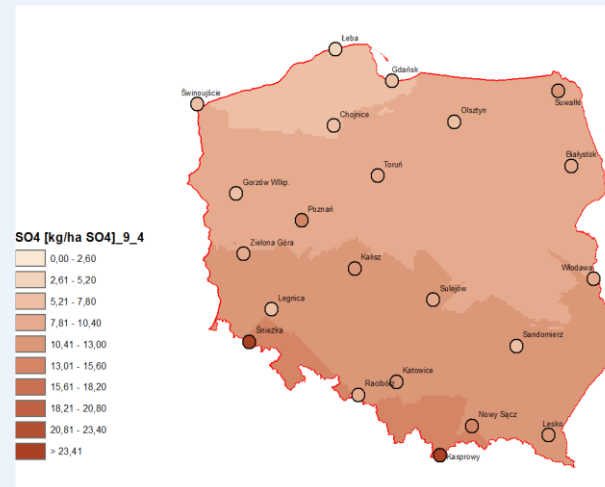 Łeba
Gdańsk
Świnoujlicie
Suwałki
Chojnice
Olsztyn
Białystok
Toruń
Gorzów Wlkp.
Poznań
SO4 [kg/ha SO4]_9_4
Zielona Góra
0,00 - 2,60
Kalisz
Włodawa
2,61 - 5,20
Sulejów
5,21 - 7,80
Legnica
7,81 - 10,40
Śnieżka
Sandomierz
10,41 - 13,00
13,01 - 15,60
Racibórz
Katowice
15,61 - 18,20
18,21 - 20,80
Nowy Sącz
Lesko
20,81 - 23,40
> 23,41
Kasprowy